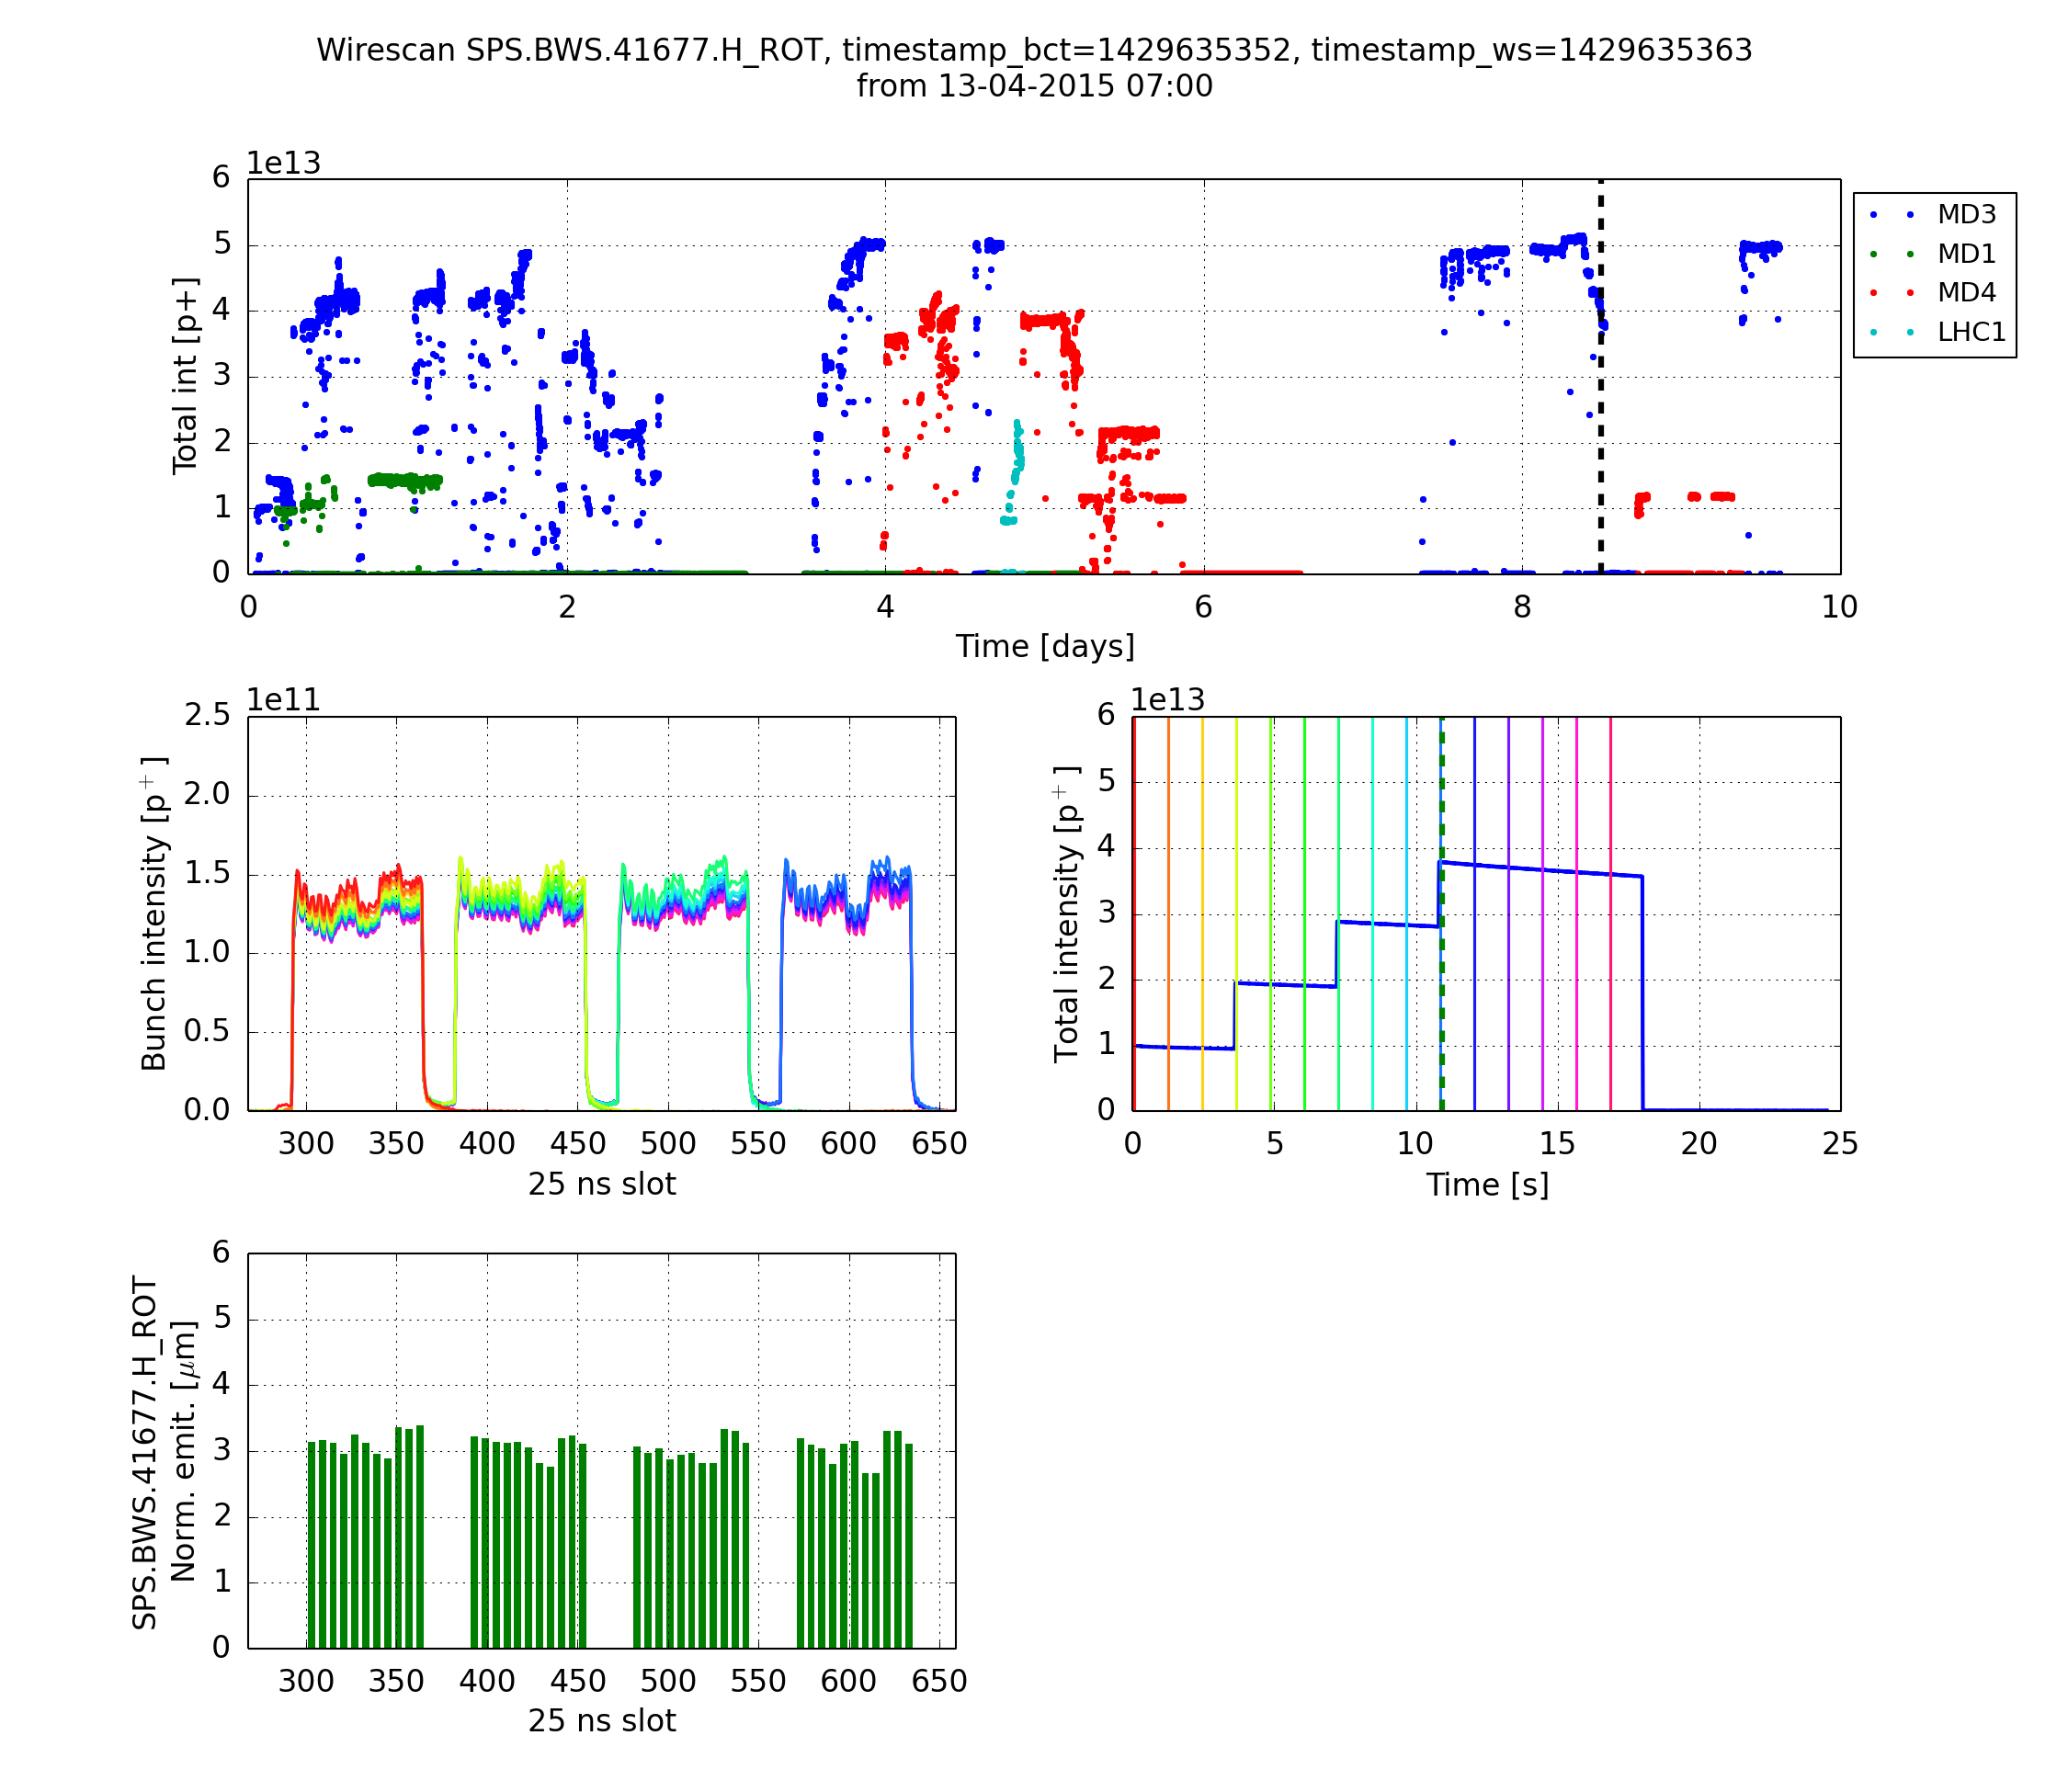 Wirescan SPS.BWS.41677.H_ROT, timestamp_bct=1429635352, timestamp_ws=1429635363
from 13-04-2015 07:00
1e13
6
5
4
3
2
1
0
Total int [p+]
0 2 4 6 8 10
Time [days]
MD3
MD1
MD4
LHC1
1e11
2.5
2.0
1.5
1.0
0.5
0.0
Bunch intensity [p+]
300 350 400 450 500 550 600 650
25 ns slot
1e13
6
5
4
3
2
1
0
Total intensity [p+]
0 5 10 15 20 25
Time [s]
6
5
4
3
2
1
0
SPS.BWS.41677.H_ROT
Norm. emit. [μm]
300 350 400 450 500 550 600 650
25 ns slot